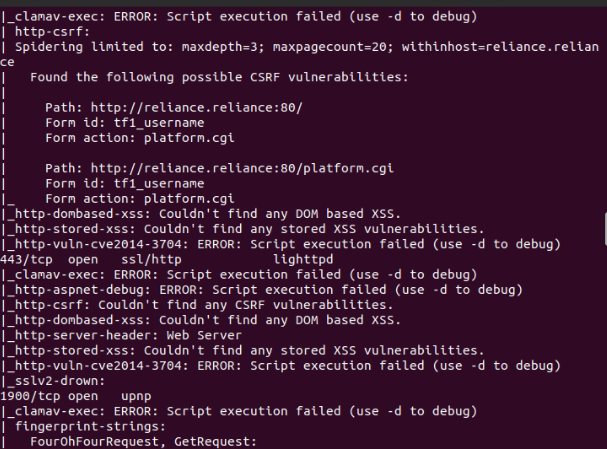 |_clamav-exec: ERROR: Script execution failed (use -d to debug)
| http-csrf:
| Spidering limited to: maxdepth=3; maxpagecount=20; withinhost=reliance.relian
ce
|   Found the following possible CSRF vulnerabilities:
|
|     Path: http://reliance.reliance:80/
|     Form id: tf1_username
|     Form action: platform.cgi
|
|     Path: http://reliance.reliance:80/platform.cgi
|     Form id: tf1_username
|_    Form action: platform.cgi
|_http-dombased-xss: Couldn't find any DOM based XSS.
|_http-stored-xss: Couldn't find any stored XSS vulnerabilities.
|_http-vuln-cve2014-3704: ERROR: Script execution failed (use -d to debug)
443/tcp  open   ssl/http            lighttpd
|_clamav-exec: ERROR: Script execution failed (use -d to debug)
|_http-aspnet-debug: ERROR: Script execution failed (use -d to debug)
|_http-csrf: Couldn't find any CSRF vulnerabilities.
|_http-dombased-xss: Couldn't find any DOM based XSS.
|_http-server-header: Web Server
|_http-stored-xss: Couldn't find any stored XSS vulnerabilities.
|_http-vuln-cve2014-3704: ERROR: Script execution failed (use -d to debug)
|_sslv2-drown:
1900/tcp open   upnp
|_clamav-exec: ERROR: Script execution failed (use -d to debug)
| fingerprint-strings:
|   FourOhFourRequest, GetRequest: